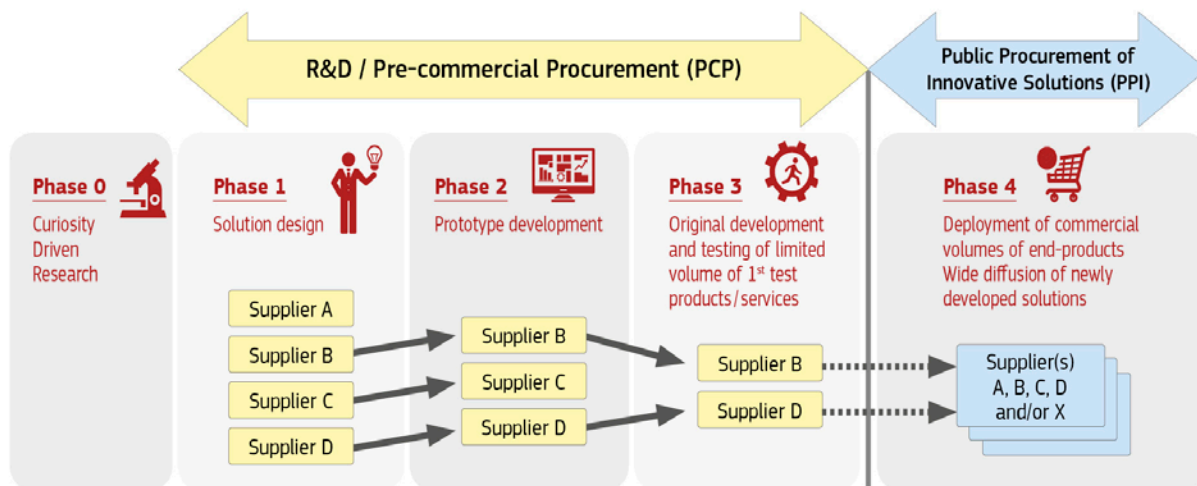 R&D / Pre-commercial Procurement (PCP)
Public Procurement of
Innovative Solutions (PPI)
Phase 0
Curiosity
Driven
Research
Phase 1
Solution design
Supplier A
Supplier B
Supplier C
Supplier D
Phase 2
Prototype development
Supplier B
Supplier C
Supplier D
Phase 3
Original development
and testing of limited
volume of 1st test
products/services
Supplier B
Supplier D
Phase 4
Deployment of commercial
volumes of end-products
Wide diffusion of newly
developed solutions
Supplier(s)
A, B, C, D
and/or X